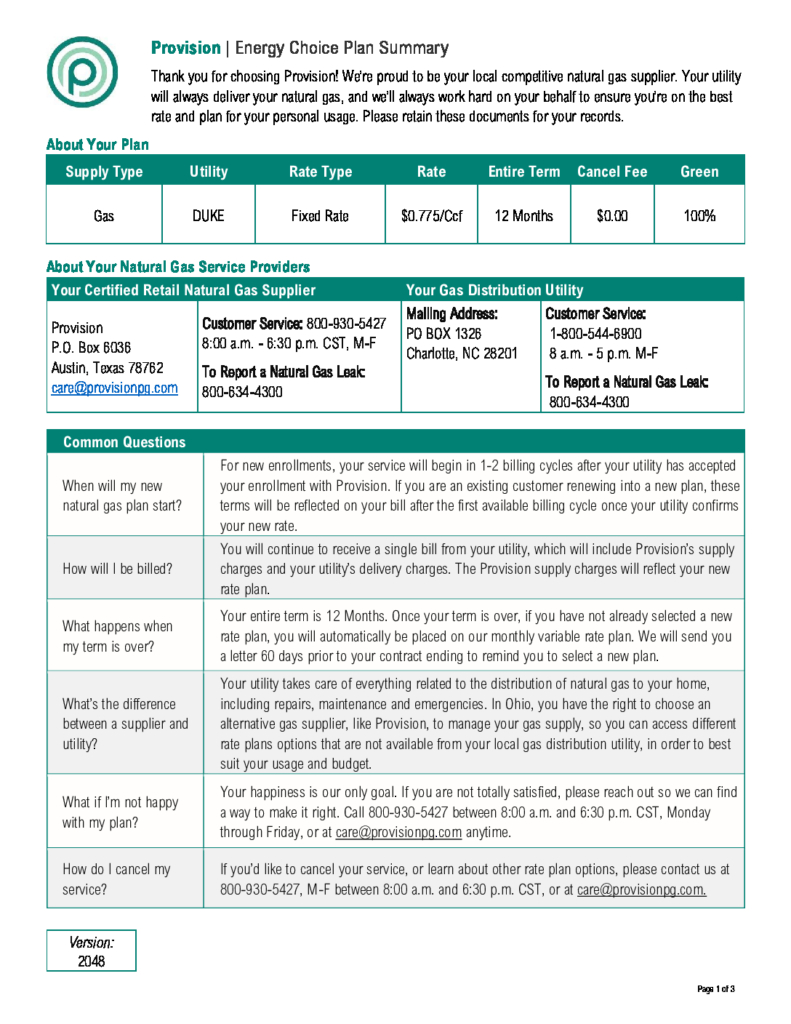 Provision | Energy Choice Plan Summary
Thank you for choosing Provision! We're proud to be your local competitive natural gas supplier. Your utility
will always deliver your natural gas, and we'll always work hard on your behalf to ensure you're on the best
rate and plan for your personal usage. Please retain these documents for your records.
About Your Plan
Supply Type Utility Rate Type Rate Entire Term Cancel Fee Green
Gas DUKE Fixed Rate $0.775/Ccf 12 Months $0.00 100%
About Your Natural Gas Service Providers
Your Certified Retail Natural Gas Supplier Your Gas Distribution Utility
Provision
P.O. Box 6036
Austin, Texas 78762
care@provisionpg.com
Customer Service: 800-930-5427
8:00 a.m. - 6:30 p.m. CST, M-F
To Report a Natural Gas Leak:
800-634-4300
Mailing Address:
PO BOX 1326
Charlotte, NC 28201
Customer Service:
1-800-544-6900
8 a.m. - 5 p.m. M-F
To Report a Natural Gas Leak:
800-634-4300
Common Questions
When will my new
natural gas plan start?
For new enrollments, your service will begin in 1-2 billing cycles after your utility has accepted
your enrollment with Provision. If you are an existing customer renewing into a new plan, these
terms will be reflected on your bill after the first available billing cycle once your utility confirms
your new rate.
How will I be billed?
You will continue to receive a single bill from your utility, which will include Provision's supply
charges and your utility's delivery charges. The Provision supply charges will reflect your new
rate plan.
What happens when
my term is over?
Your entire term is 12 Months. Once your term is over, if you have not already selected a new
rate plan, you will automatically be placed on our monthly variable rate plan. We will send you
a letter 60 days prior to your contract ending to remind you to select a new plan.
What's the difference
between a supplier and
utility?
Your utility takes care of everything related to the distribution of natural gas to your home,
including repairs, maintenance and emergencies. In Ohio, you have the right to choose an
alternative gas supplier, like Provision, to manage your gas supply, so you can access different
rate plans options that are not available from your local gas distribution utility, in order to best
suit your usage and budget.
What if I'm not happy
with my plan?
Your happiness is our only goal. If you are not totally satisfied, please reach out so we can find
a way to make it right. Call 800-930-5427 between 8:00 a.m. and 6:30 p.m. CST, Monday
through Friday, or at care@provisionpg.com anytime.
How do I cancel my
service?
If you'd like to cancel your service, or learn about other rate plan options, please contact us at
800-930-5427, M-F between 8:00 a.m. and 6:30 p.m. CST, or at care@provisionpg.com.
Version:
2048
Page 1 of 3